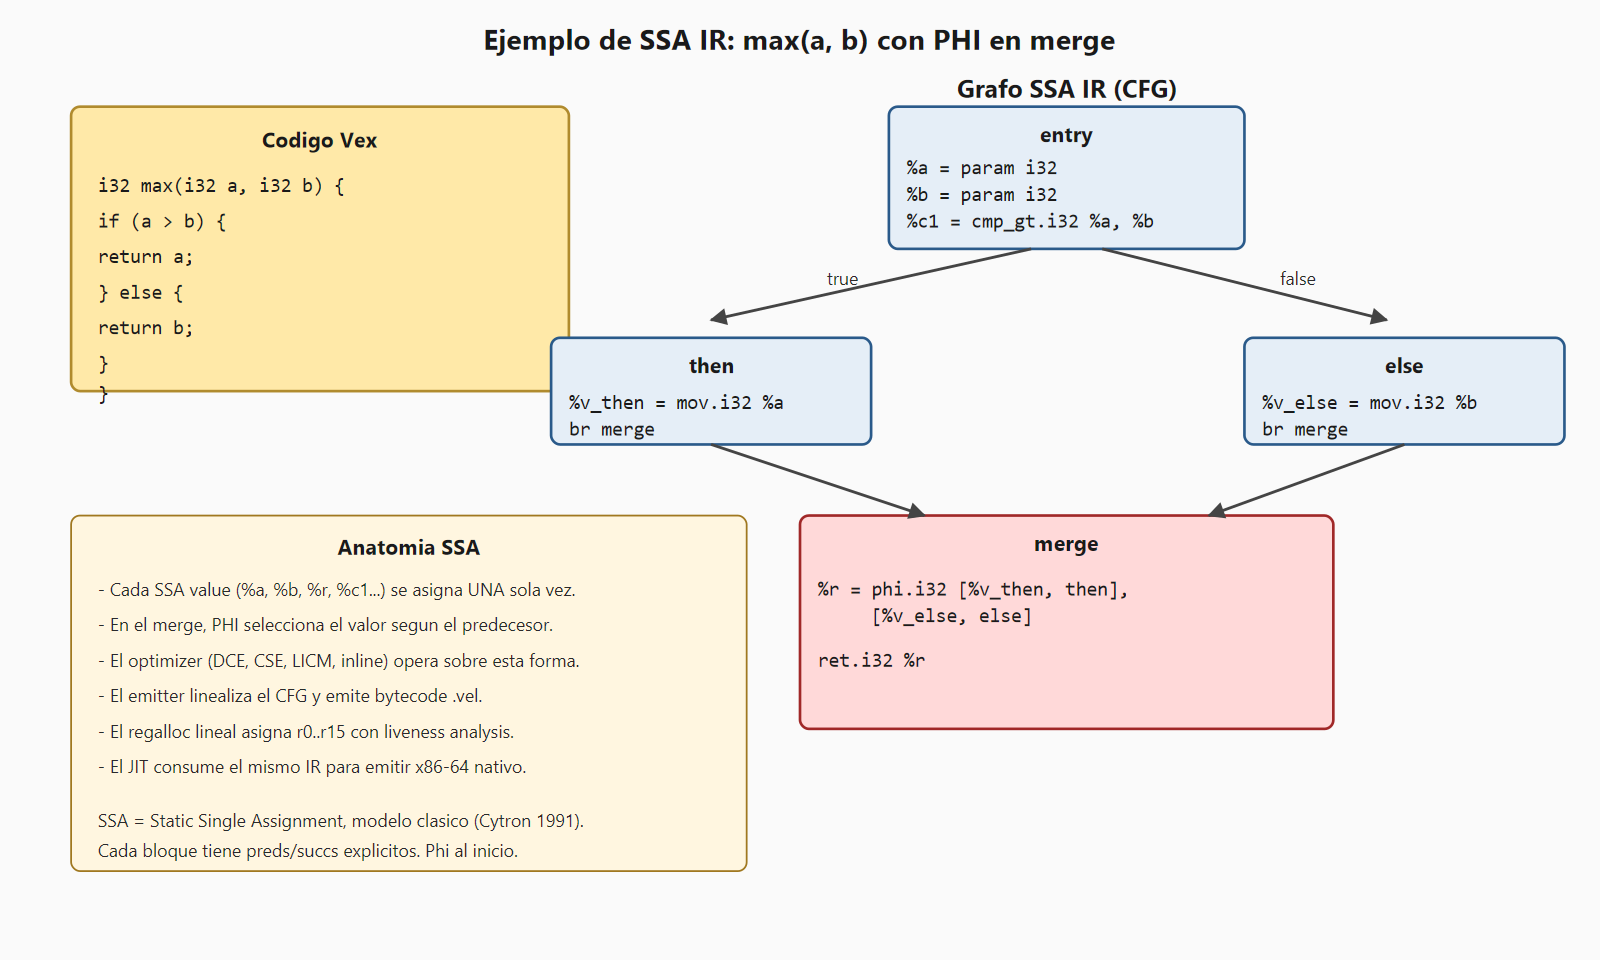 Ejemplo de SSA IR: max(a, b) con PHI en merge
Codigo Vex
i32 max(i32 a, i32 b) {
if (a > b) {
return a;
} else {
return b;
}
}
Grafo SSA IR (CFG)
entry
%a = param i32
%b = param i32
%c1 = cmp_gt.i32 %a, %b
true
false
then
%v_then = mov.i32 %a
br merge
else
%v_else = mov.i32 %b
br merge
merge
%r = phi.i32 [%v_then, then],
[%v_else, else]
ret.i32 %r
Anatomia SSA
- Cada SSA value (%a, %b, %r, %c1...) se asigna UNA sola vez.
- En el merge, PHI selecciona el valor segun el predecesor.
- El optimizer (DCE, CSE, LICM, inline) opera sobre esta forma.
- El emitter linealiza el CFG y emite bytecode .vel.
- El regalloc lineal asigna r0..r15 con liveness analysis.
- El JIT consume el mismo IR para emitir x86-64 nativo.
SSA = Static Single Assignment, modelo clasico (Cytron 1991).
Cada bloque tiene preds/succs explicitos. Phi al inicio.